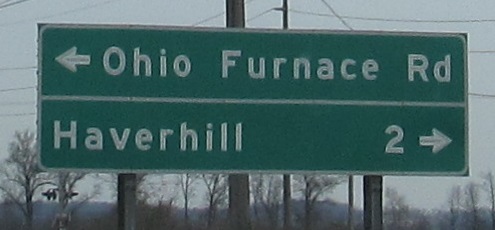 ← Ohio Furnace Rd
Haverhill 2 →